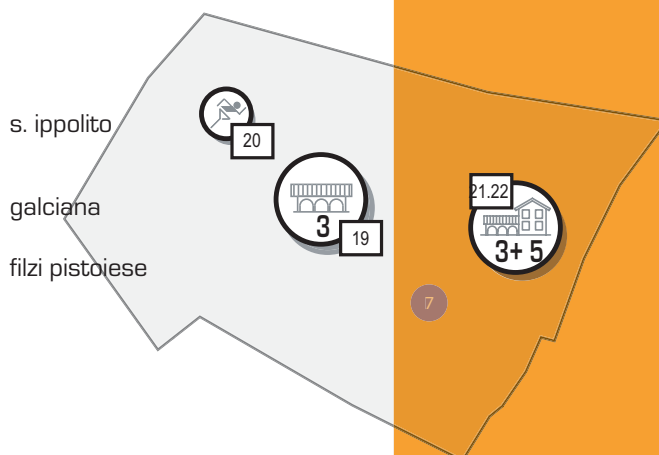 s. ippolito
20
21.22
galciana
3
19
3+ 5
filzi pistoiese
7